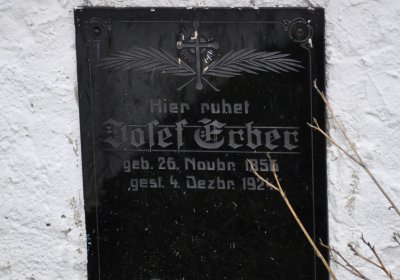 Hier ruhet
Josef Erber
geb. 26. Novbr. 1856
gest. 4. Dezbr.